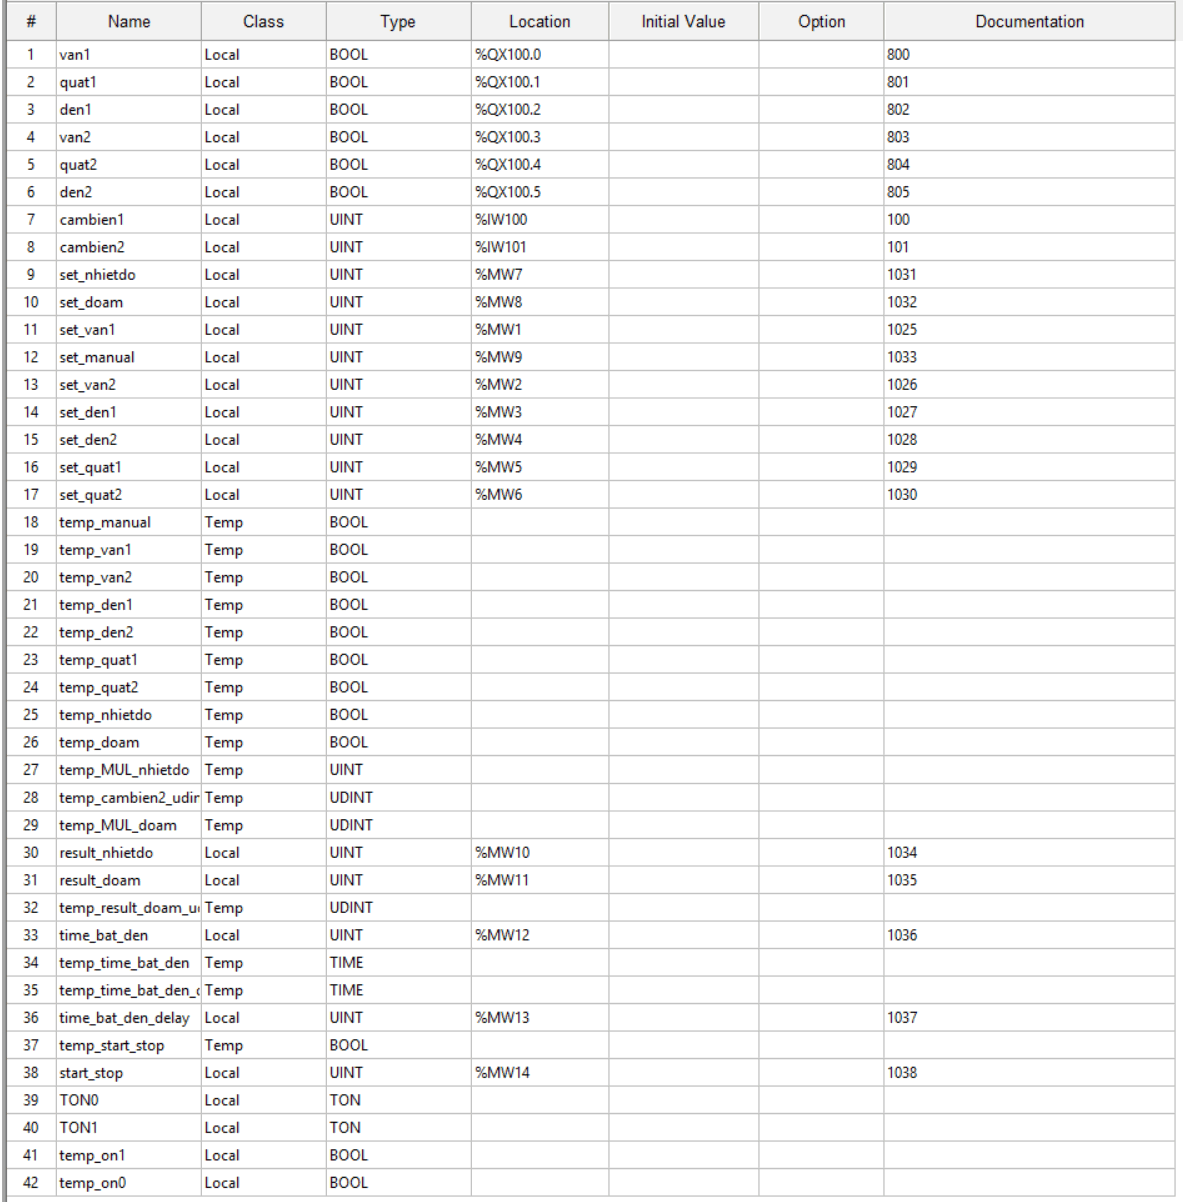 # Name Class Type Location Initial Value Option Documentation
1 van1 Local BOOL %QX100.0 800
2 quat1 Local BOOL %QX100.1 801
3 den1 Local BOOL %QX100.2 802
4 van2 Local BOOL %QX100.3 803
5 quat2 Local BOOL %QX100.4 804
6 den2 Local BOOL %QX100.5 805
7 cambien1 Local UINT %IW100 100
8 cambien2 Local UINT %IW101 101
9 set_nhietdo Local UINT %MW7 1031
10 set_doam Local UINT %MW8 1032
11 set_van1 Local UINT %MW1 1025
12 set_manual Local UINT %MW9 1033
13 set_van2 Local UINT %MW2 1026
14 set_den1 Local UINT %MW3 1027
15 set_den2 Local UINT %MW4 1028
16 set_quat1 Local UINT %MW5 1029
17 set_quat2 Local UINT %MW6 1030
18 temp_manual Temp BOOL
19 temp_van1 Temp BOOL
20 temp_van2 Temp BOOL
21 temp_den1 Temp BOOL
22 temp_den2 Temp BOOL
23 temp_quat1 Temp BOOL
24 temp_quat2 Temp BOOL
25 temp_nhietdo Temp BOOL
26 temp_doam Temp BOOL
27 temp_MUL_nhietdo Temp UINT
28 temp_cambien2_udin Temp UDINT
29 temp_MUL_doam Temp UDINT
30 result_nhietdo Local UINT %MW10 1034
31 result_doam Local UINT %MW11 1035
32 temp_result_doam_u Temp UDINT
33 time_bat_den Local UINT %MW12 1036
34 temp_time_bat_den Temp TIME
35 temp_time_bat_den_d Temp TIME
36 time_bat_den_delay Local UINT %MW13 1037
37 temp_start_stop Temp BOOL
38 start_stop Local UINT %MW14 1038
39 TON0 Local TON
40 TON1 Local TON
41 temp_on1 Local BOOL
42 temp_on0 Local BOOL